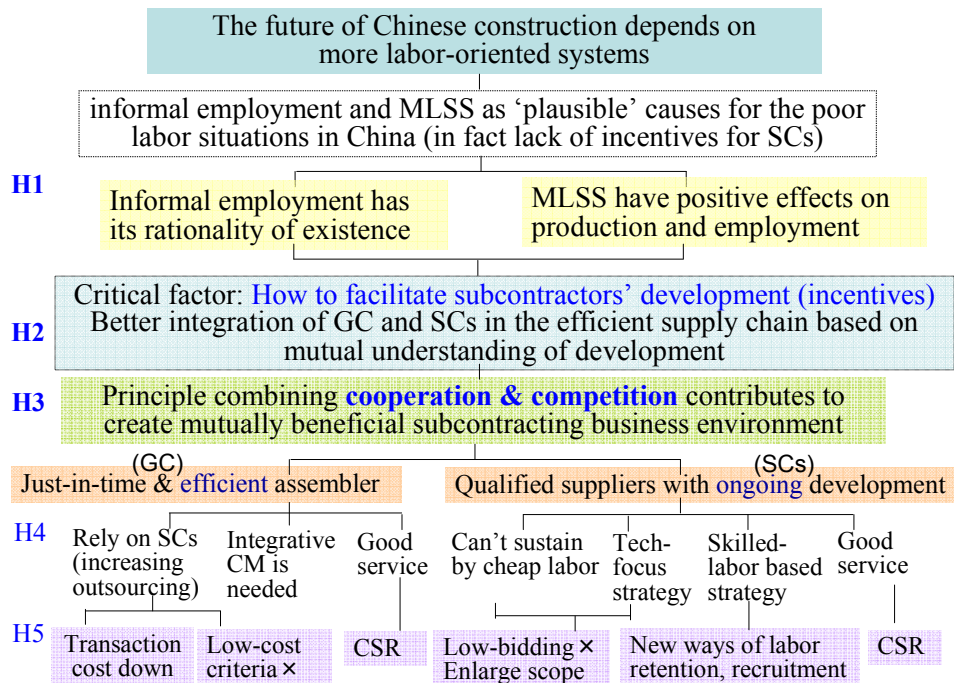 The future of Chinese construction depends on
more labor-oriented systems
informal employment and MLSS as ‘plausible’ causes for the poor
labor situations in China (in fact lack of incentives for SCs)
H1
Informal employment has
its rationality of existence
MLSS have positive effects on
production and employment
H2
Critical factor: How to facilitate subcontractors’ development (incentives)
Better integration of GC and SCs in the efficient supply chain based on
mutual understanding of development
H3
Principle combining cooperation & competition contributes to
create mutually beneficial subcontracting business environment
(GC)
Just-in-time & efficient assembler
(SCs)
Qualified suppliers with ongoing development
H4
Rely on SCs
(increasing
outsourcing)
Integrative
CM is
needed
Good
service
Can’t sustain
by cheap labor
Tech-
focus
strategy
Skilled-
labor based
strategy
Good
service
H5
Transaction
cost down
Low-cost
criteria ×
CSR
Low-bidding ×
Enlarge scope
New ways of labor
retention, recruitment
CSR